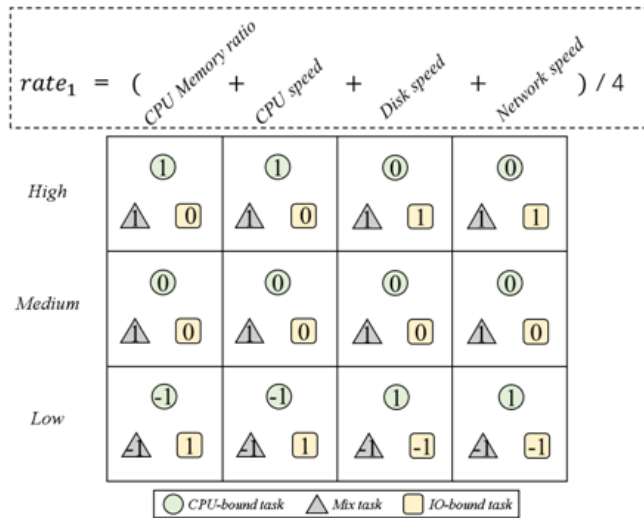 rate₁ = ( CPU Memory ratio + CPU speed + Disk speed + Network speed ) / 4
1 1 0 0
High
1 0 1 0 1 1 1 1
0 0 0 0
Medium
1 0 1 0 1 0 1 0
-1 -1 1 1
Low
-1 1 -1 1 -1 -1 -1 -1
CPU-bound task Mix task IO-bound task